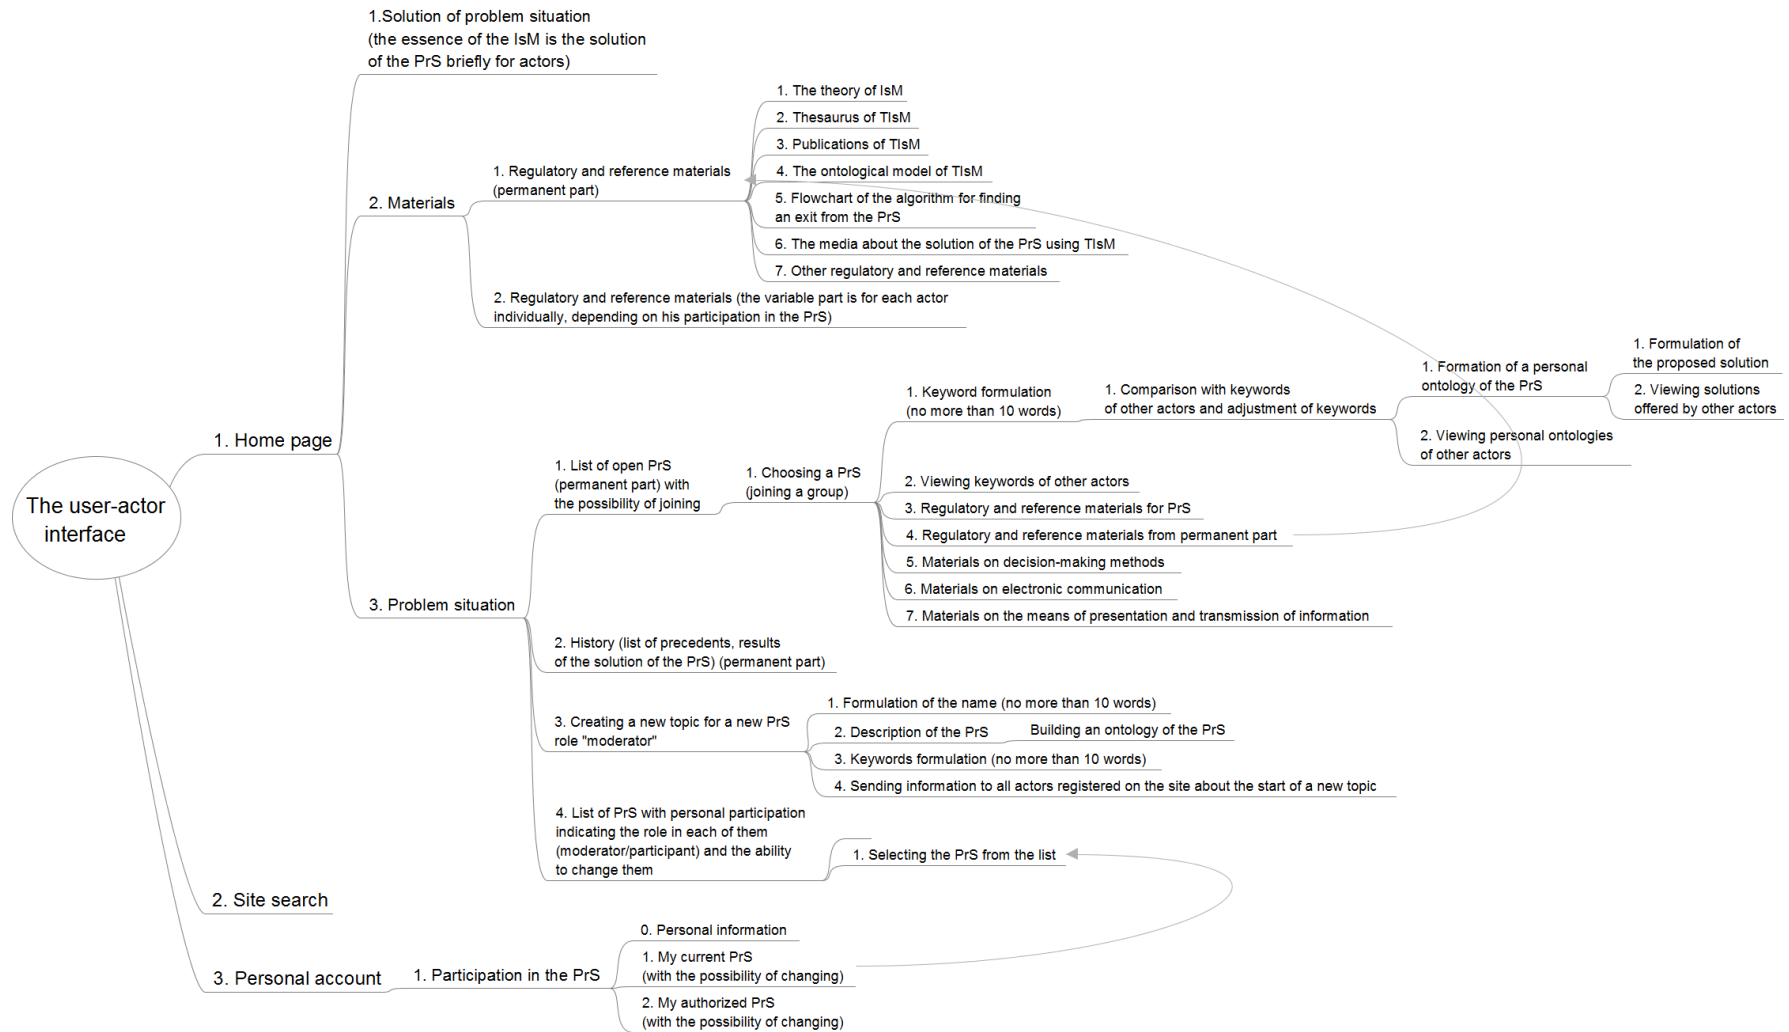 The user-actor
interface
1. Home page
1.Solution of problem situation
(the essence of the IsM is the solution
of the PrS briefly for actors)
2. Materials
1. Regulatory and reference materials
(permanent part)
1. The theory of IsM
2. Thesaurus of TIsM
3. Publications of TIsM
4. The ontological model of TIsM
5. Flowchart of the algorithm for finding
an exit from the PrS
6. The media about the solution of the PrS using TIsM
7. Other regulatory and reference materials
2. Regulatory and reference materials (the variable part is for each actor
individually, depending on his participation in the PrS)
3. Problem situation
1. List of open PrS
(permanent part) with
the possibility of joining
1. Choosing a PrS
(joining a group)
1. Keyword formulation
(no more than 10 words)
1. Comparison with keywords
of other actors and adjustment of keywords
1. Formation of a personal
ontology of the PrS
1. Formulation of
the proposed solution
2. Viewing solutions
offered by other actors
2. Viewing personal ontologies
of other actors
2. Viewing keywords of other actors
3. Regulatory and reference materials for PrS
4. Regulatory and reference materials from permanent part
5. Materials on decision-making methods
6. Materials on electronic communication
7. Materials on the means of presentation and transmission of information
2. History (list of precedents, results
of the solution of the PrS) (permanent part)
3. Creating a new topic for a new PrS
role "moderator"
1. Formulation of the name (no more than 10 words)
2. Description of the PrS
Building an ontology of the PrS
3. Keywords formulation (no more than 10 words)
4. Sending information to all actors registered on the site about the start of a new topic
4. List of PrS with personal participation
indicating the role in each of them
(moderator/participant) and the ability
to change them
1. Selecting the PrS from the list
2. Site search
3. Personal account
1. Participation in the PrS
0. Personal information
1. My current PrS
(with the possibility of changing)
2. My authorized PrS
(with the possibility of changing)